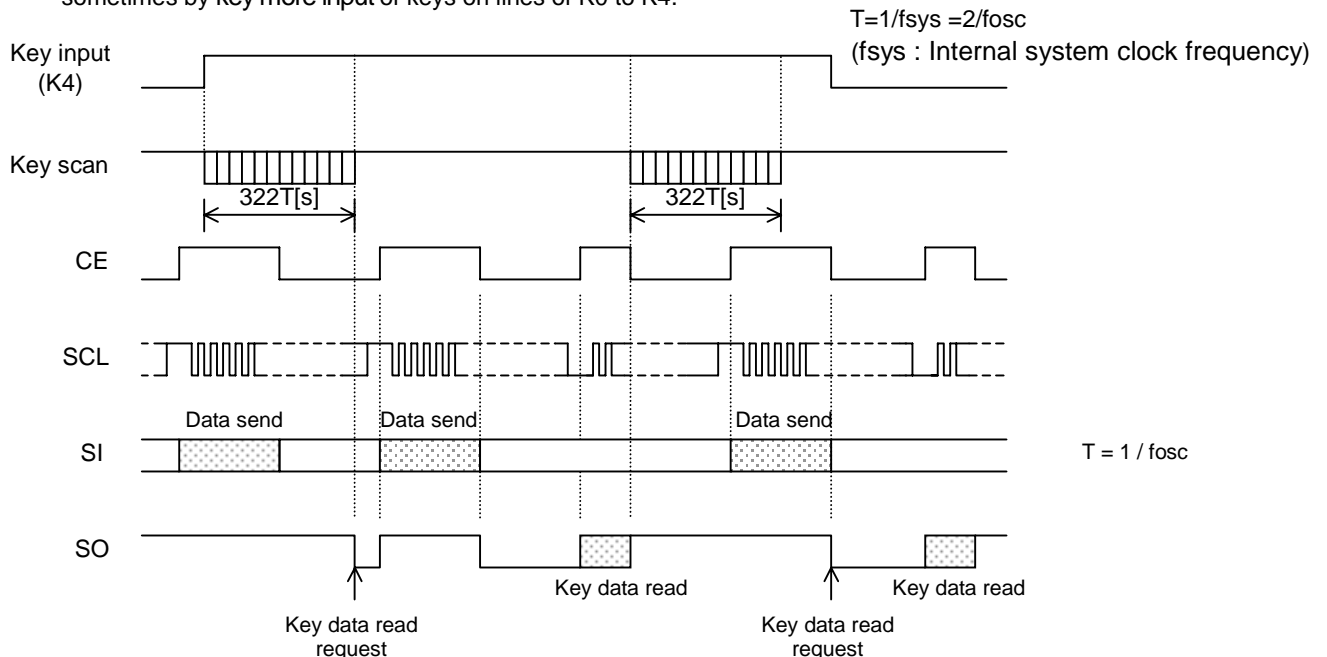 sometimes by key more input of keys on lines of K0 to K4.
T=1/fsys =2/fosc
(fsys : Internal system clock frequency)
Key input
(K4)
Key scan
322T[s]
322T[s]
CE
SCL
Data send
Data send
Data send
SI
T = 1 / fosc
SO
Key data read
Key data read
Key data read
request
Key data read
request